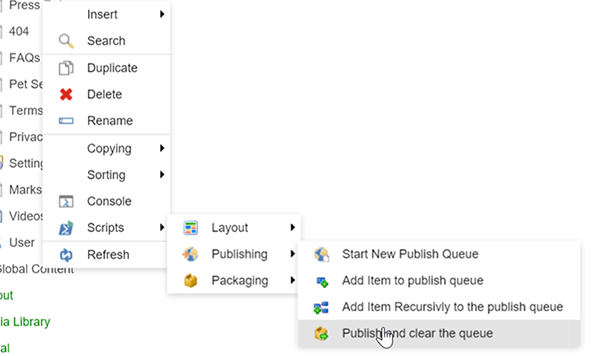 Press
404
FAQs
Pet Se
Terms
Privac
Setting
Marks
Videos
User
Global Content
out
ia Library
al
Insert
Search
Duplicate
Delete
Rename
Copying
Sorting
Console
Scripts
Refresh
Layout
Publishing
Packaging
Start New Publish Queue
Add Item to publish queue
Add Item Recursivly to the publish queue
Publish and clear the queue